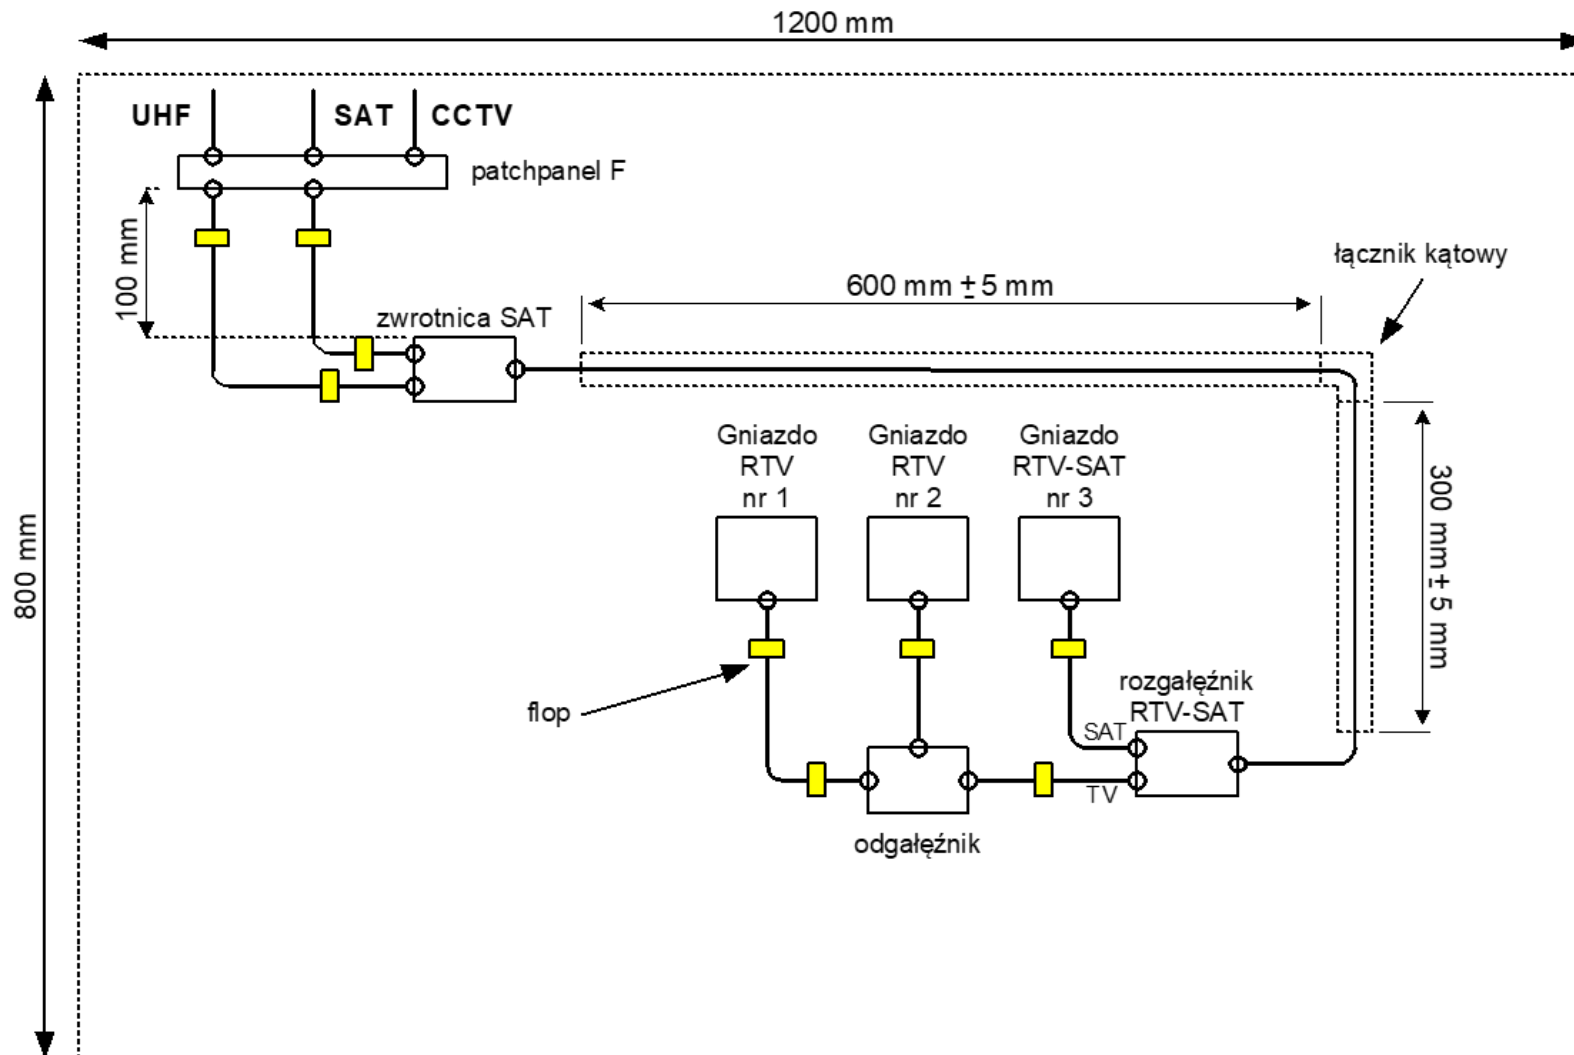 1200 mm
UHF
SAT
CCTV
patchpanel F
100 mm
łącznik kątowy
600 mm ± 5 mm
zwrotnica SAT
800 mm
Gniazdo
RTV
nr 1
Gniazdo
RTV
nr 2
Gniazdo
RTV-SAT
nr 3
300 mm ± 5 mm
flop
rozgałęźnik
RTV-SAT
SAT
TV
odgałęźnik